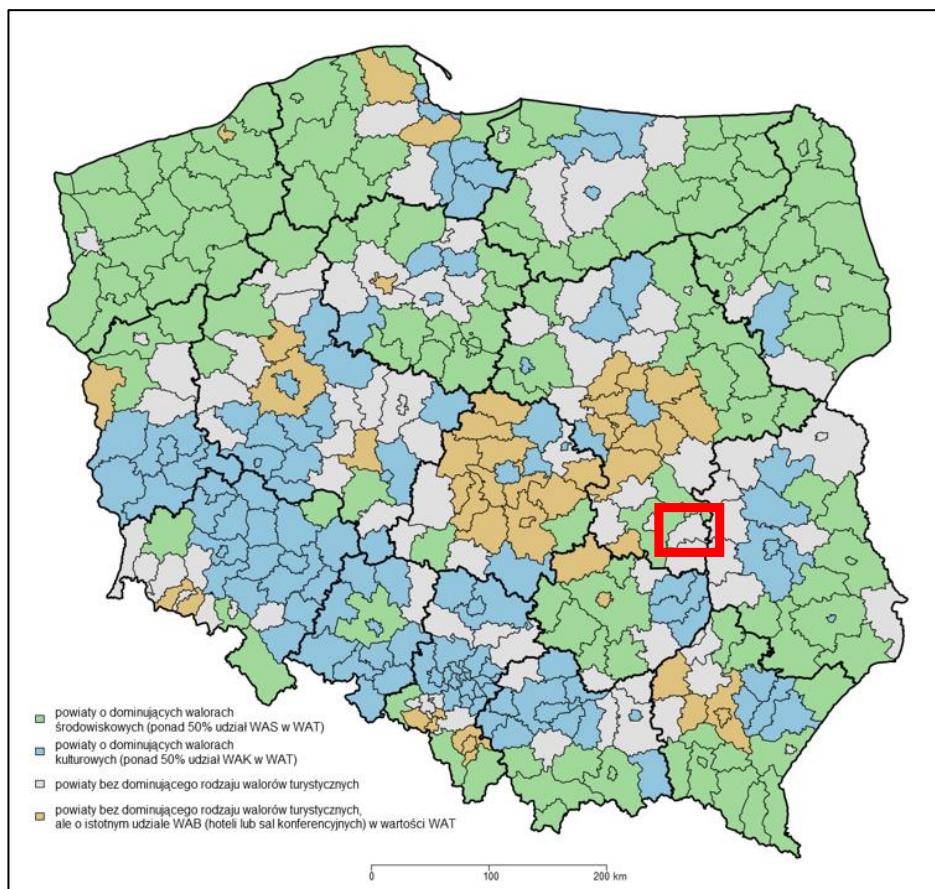 powiaty o dominujących walorach
środowiskowych (ponad 50% udział WAS w WAT)
powiaty o dominujących walorach
kulturowych (ponad 50% udział WAK w WAT)
powiaty bez dominującego rodzaju walorów turystycznych
powiaty bez dominującego rodzaju walorów turystycznych,
ale o istotnym udziale WAB (hoteli lub sal konferencyjnych) w wartości WAT
0 100 200 km